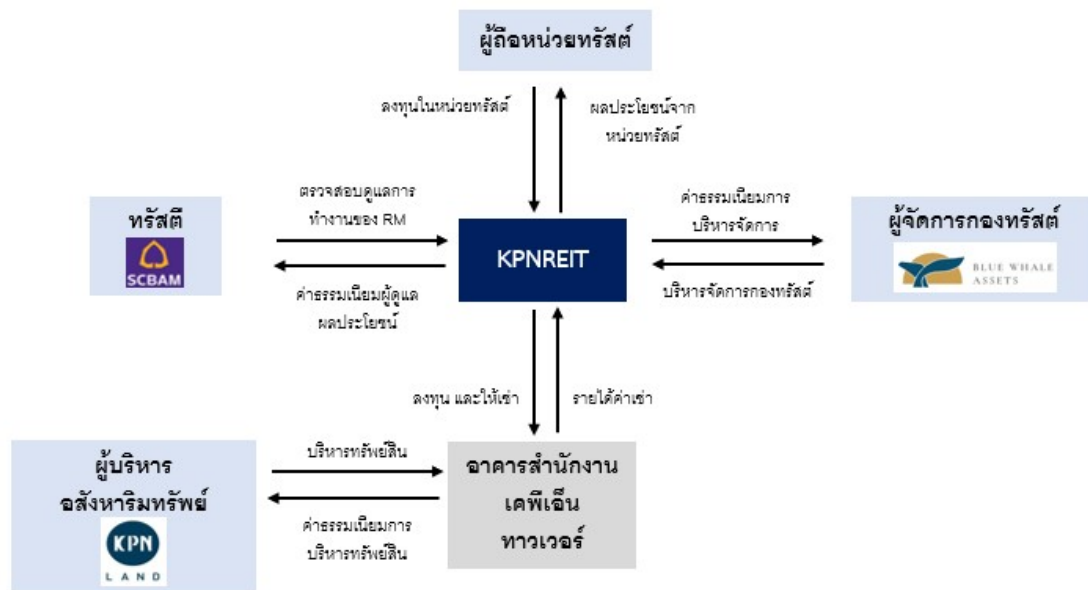 ผู้ถือหน่วยทรัสต์
ลงทุนในหน่วยทรัสต์
ผลประโยชน์จาก
หน่วยทรัสต์
ทรัสตี
SCBAM
ตรวจสอบดูแลการ
ทำงานของ RM
ค่าธรรมเนียมผู้ดูแล
ผลประโยชน์
KPNREIT
ค่าธรรมเนียมการ
บริหารจัดการ
บริหารจัดการกองทรัสต์
ผู้จัดการกองทรัสต์
BLUE WHALE
ASSETS
ลงทุน และให้เช่า
รายได้ค่าเช่า
ผู้บริหาร
อสังหาริมทรัพย์
KPN
LAND
บริหารทรัพย์สิน
ค่าธรรมเนียมการ
บริหารทรัพย์สิน
อาคารสำนักงาน
เคพีเอ็น
ทาวเวอร์